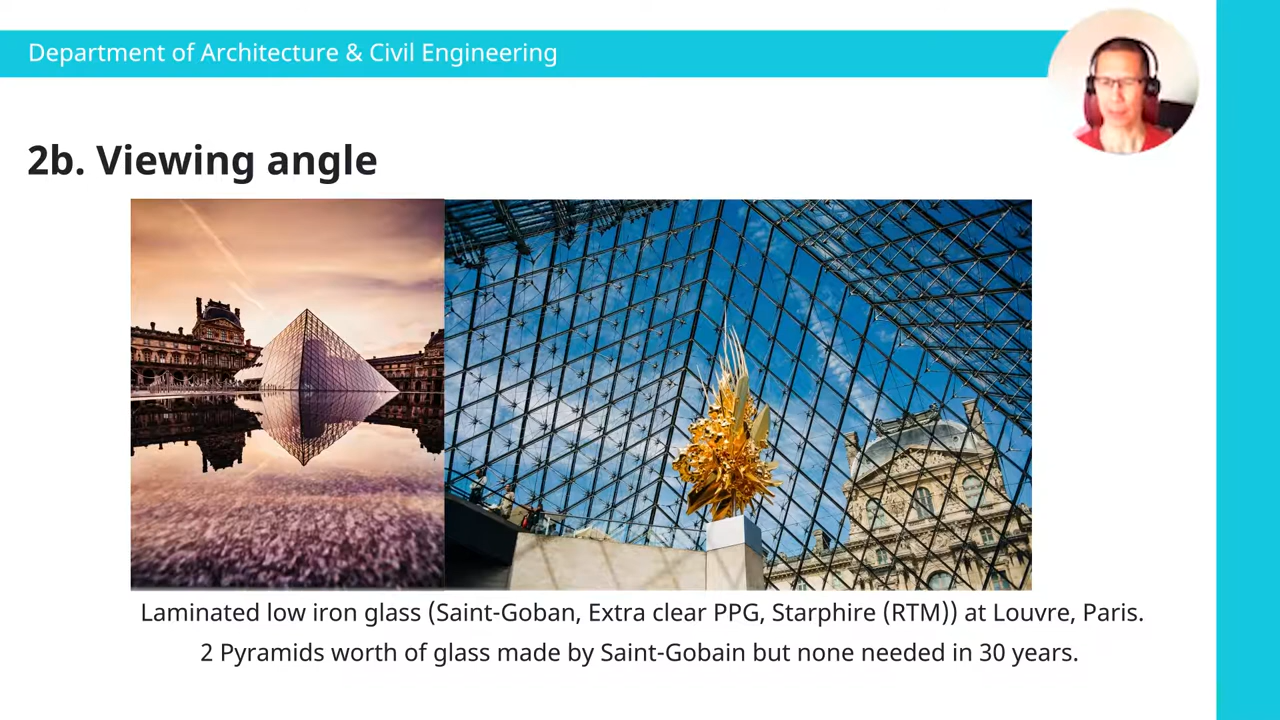 Department of Architecture & Civil Engineering
2b. Viewing angle
Laminated low iron glass (Saint-Goban, Extra clear PPG, Starphire (RTM)) at Louvre, Paris.
2 Pyramids worth of glass made by Saint-Gobain but none needed in 30 years.